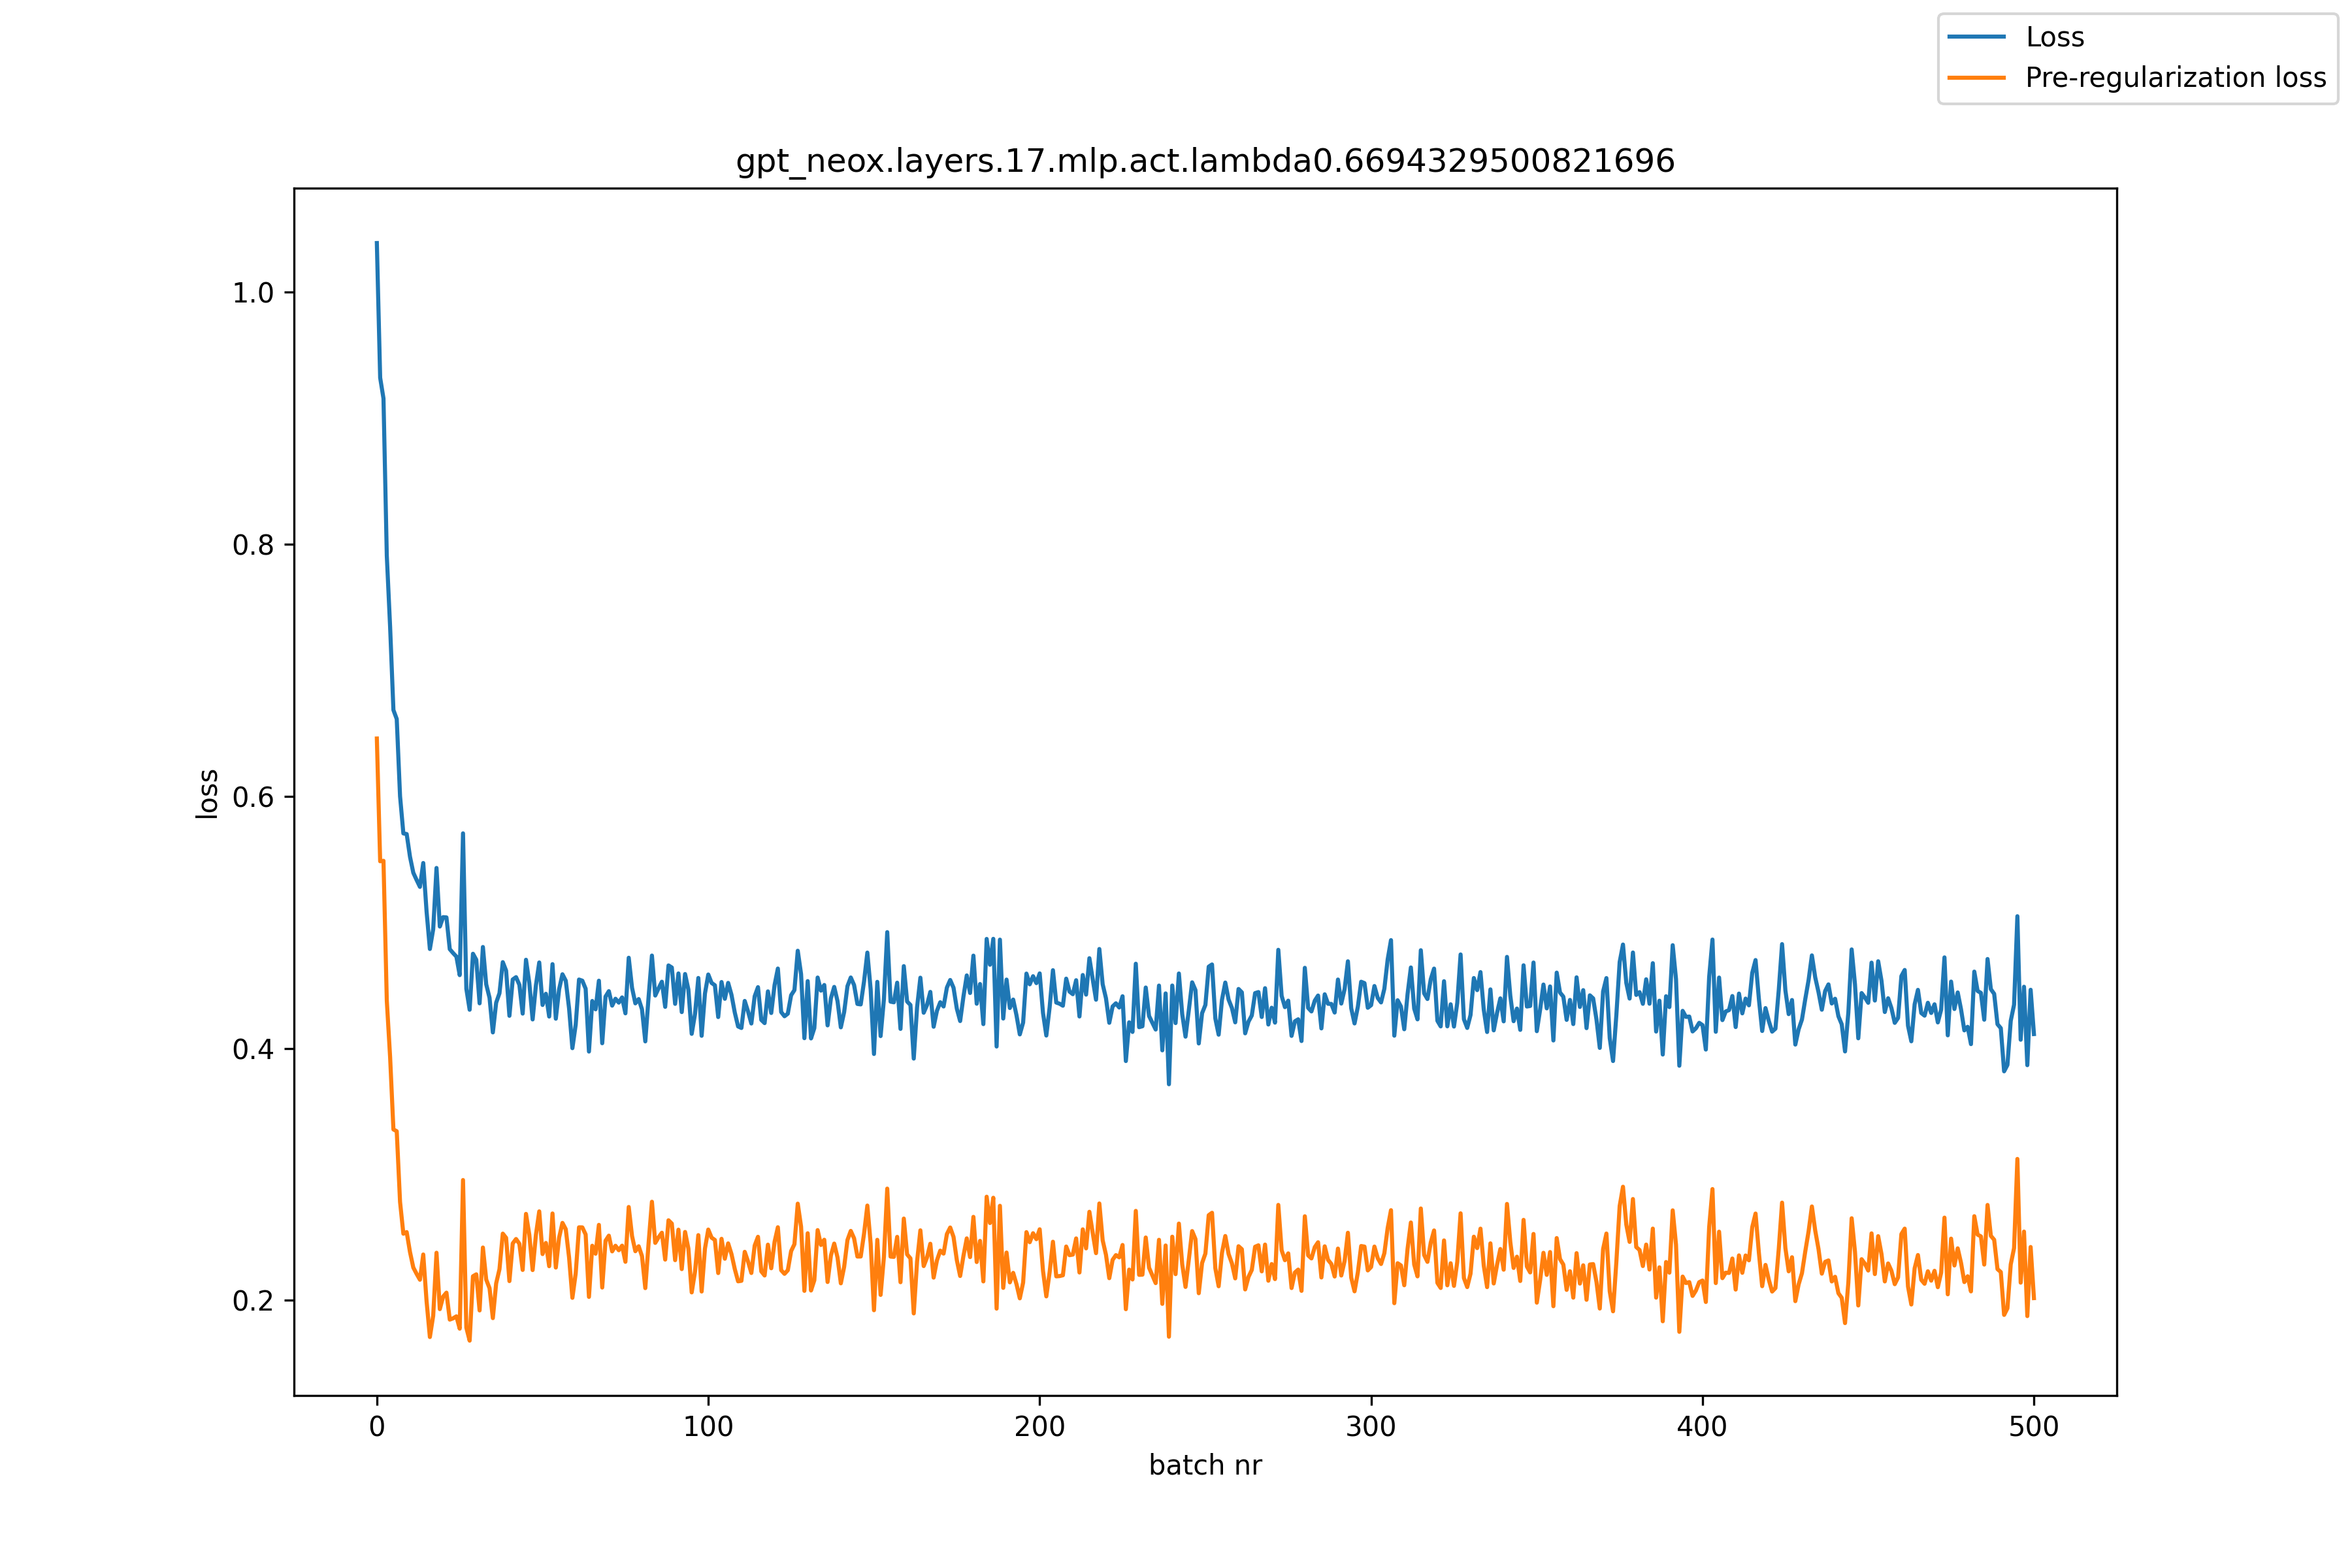 Loss
Pre-regularization loss
gpt_neox.layers.17.mlp.act.lambda0.6694329500821696
1.0
0.8
0.6
0.4
0.2
loss
0 100 200 300 400 500
batch nr